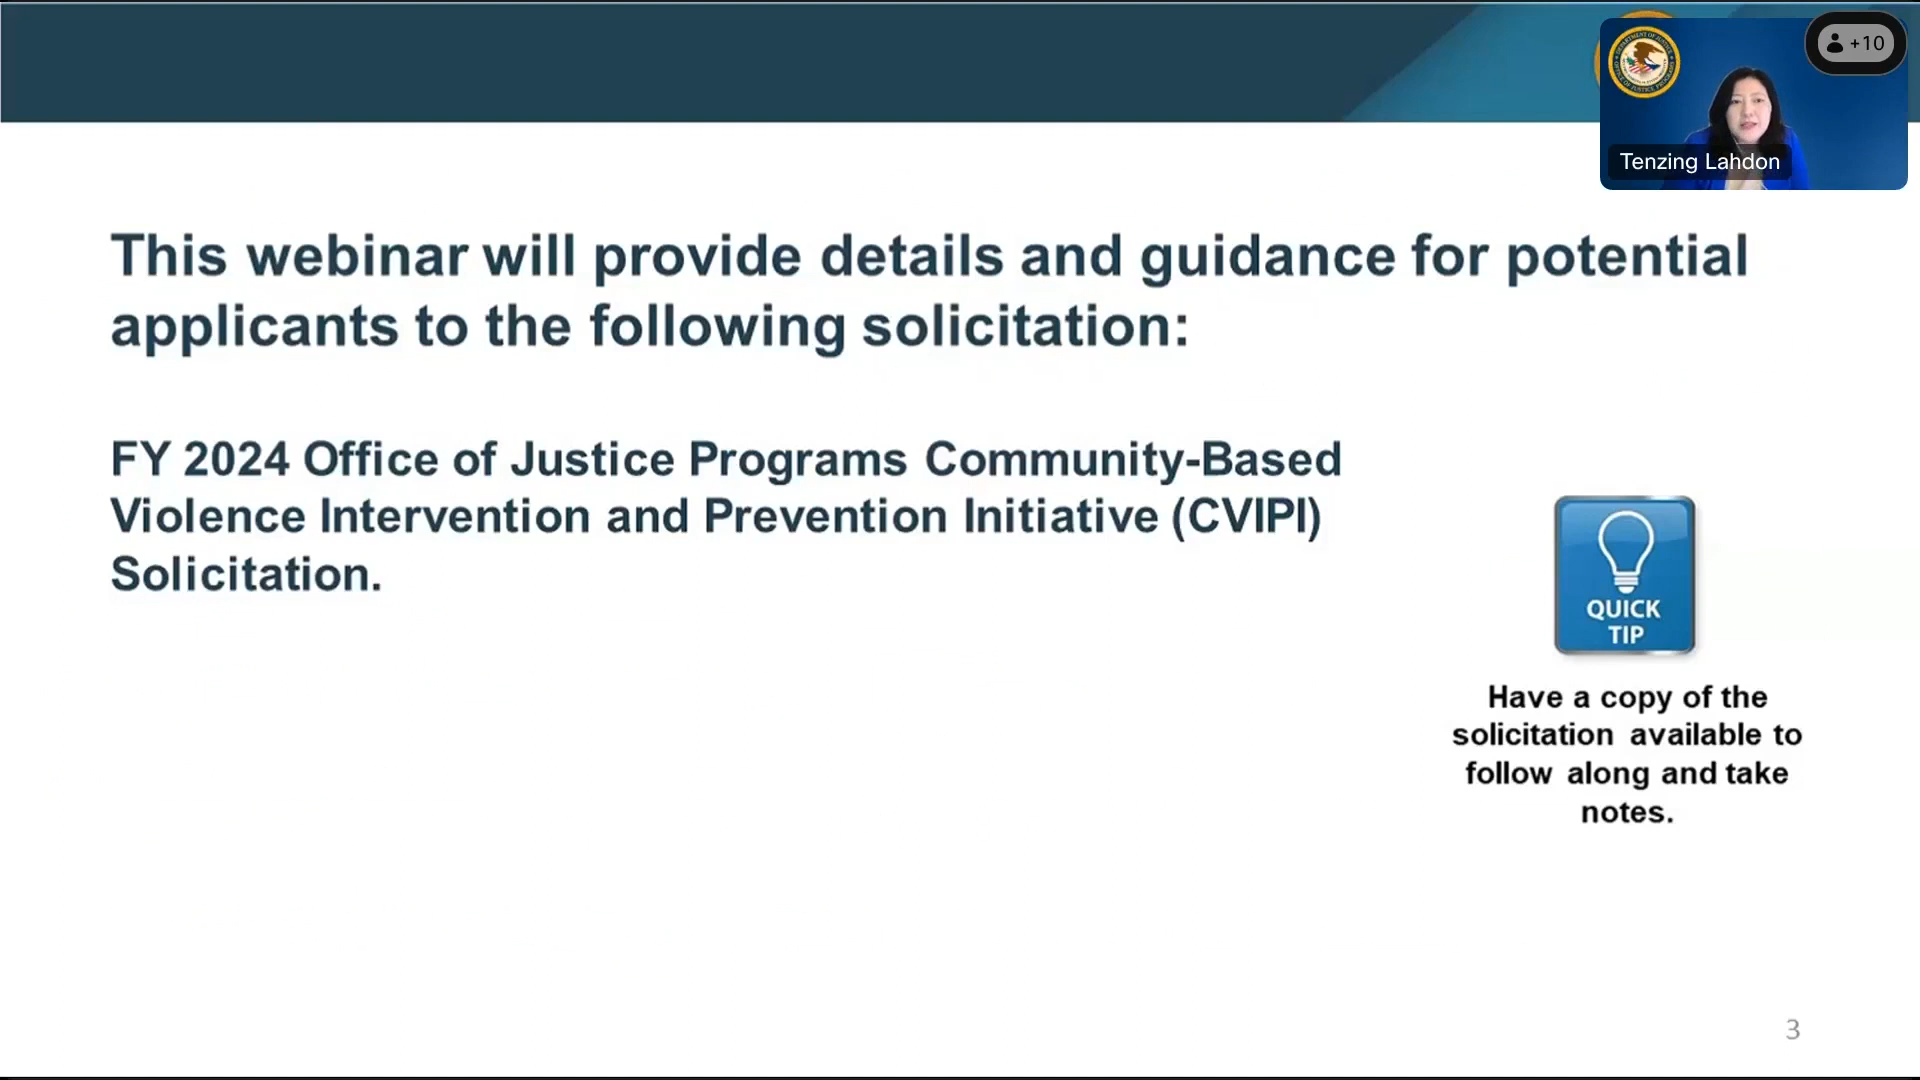 +10
Tenzing Lahdon
This webinar will provide details and guidance for potential
applicants to the following solicitation:
FY 2024 Office of Justice Programs Community-Based
Violence Intervention and Prevention Initiative (CVIPI)
Solicitation.
QUICK
TIP
Have a copy of the
solicitation available to
follow along and take
notes.
3